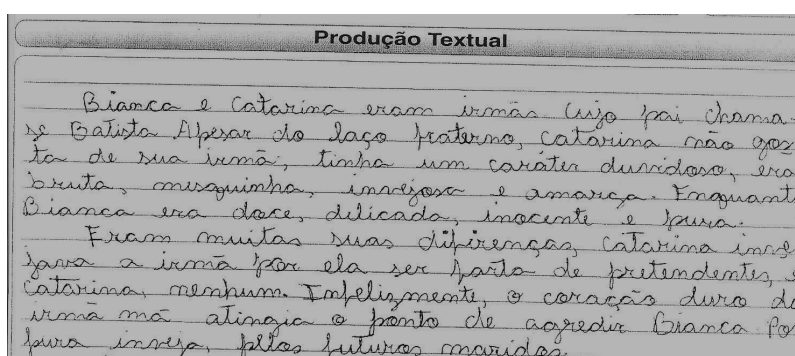 Produção Textual
Bianca e Catarina eram irmãs cujo pai chama-
se Batista Apesar do laço fraterno, catarina não gos
ta de sua irmã, tinha um caráter duvidoso, era
bruta, mesquinha, invejosa e amarga. Enquant
Bianca era doce, delicada, inocente e pura.
Eram muitas suas diferenças, catarina inve
java a irmã por ela ser farta de pretendentes, e
catarina, nenhum. Infelizmente, o coração duro da
irmã má atingia o ponto de agredir Bianca Por
pura inveja, pelos futuros maridos.